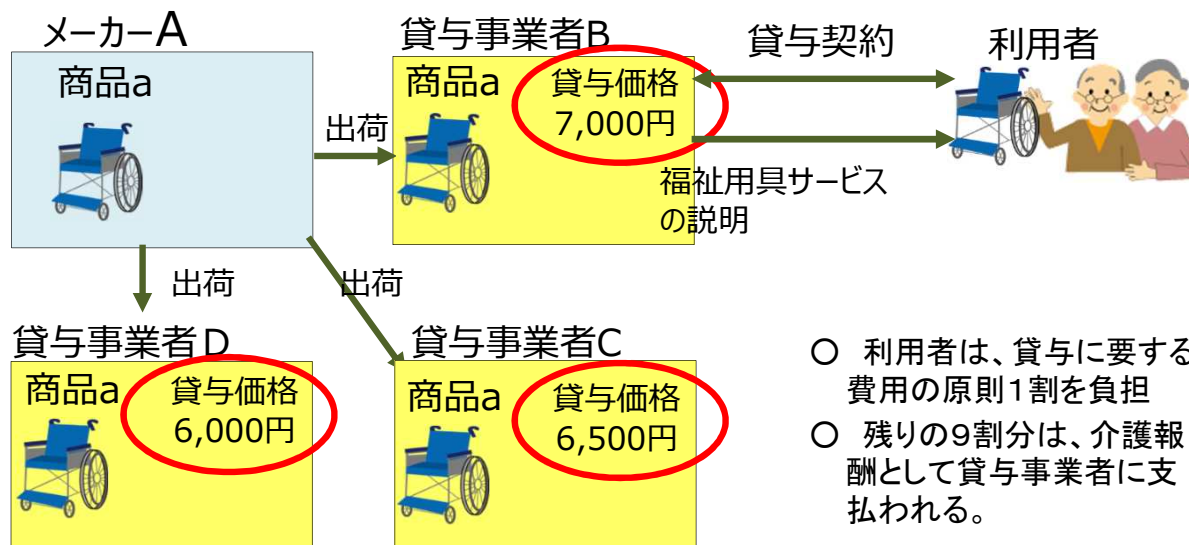 メーカーA
商品a
出荷
貸与事業者B
商品a
貸与価格
7,000円
貸与契約
利用者
福祉用具サービス
の説明
出荷
出荷
貸与事業者D
商品a
貸与価格
6,000円
貸与事業者C
商品a
貸与価格
6,500円
○ 利用者は、貸与に要する
費用の原則1割を負担
○ 残りの9割分は、介護報
酬として貸与事業者に支
払われる。